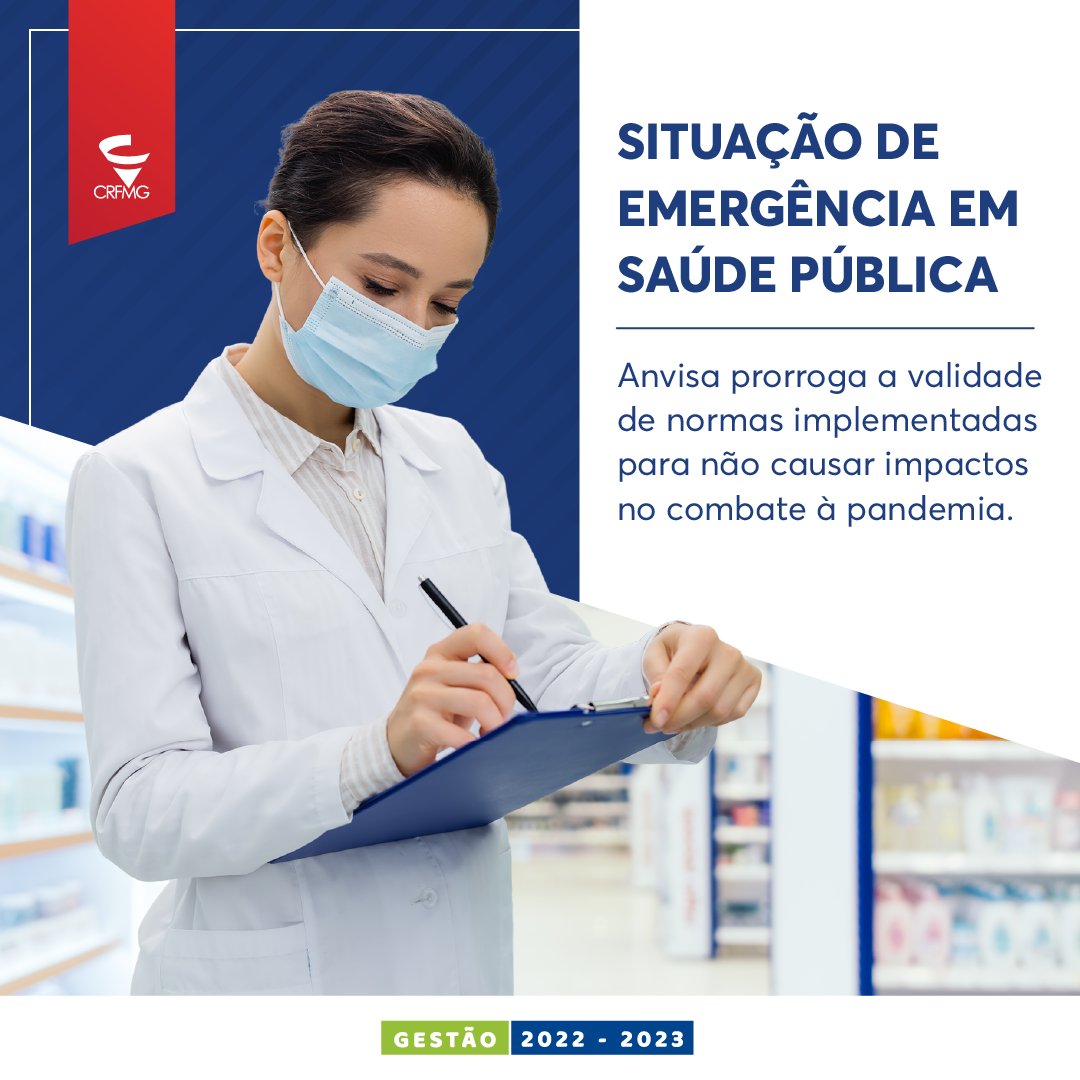 CRFMG
SITUAÇÃO DE
EMERGÊNCIA EM
SAÚDE PÚBLICA
Anvisa prorroga a validade
de normas implementadas
para não causar impactos
no combate à pandemia.
GESTÃO 2022 - 2023